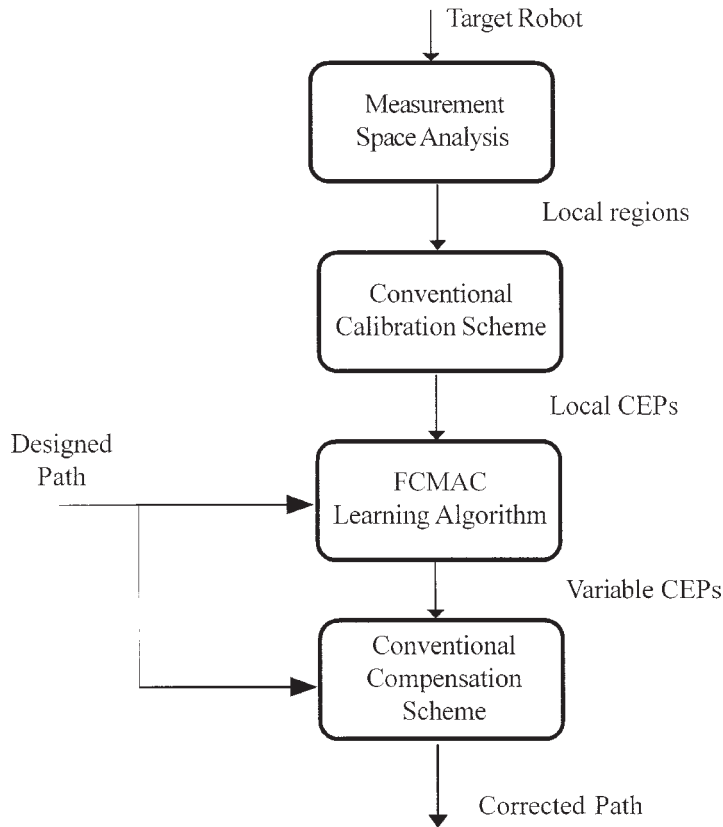 Target Robot
Measurement
Space Analysis
Local regions
Conventional
Calibration Scheme
Local CEPs
Designed
Path
FCMAC
Learning Algorithm
Variable CEPs
Conventional
Compensation
Scheme
Corrected Path